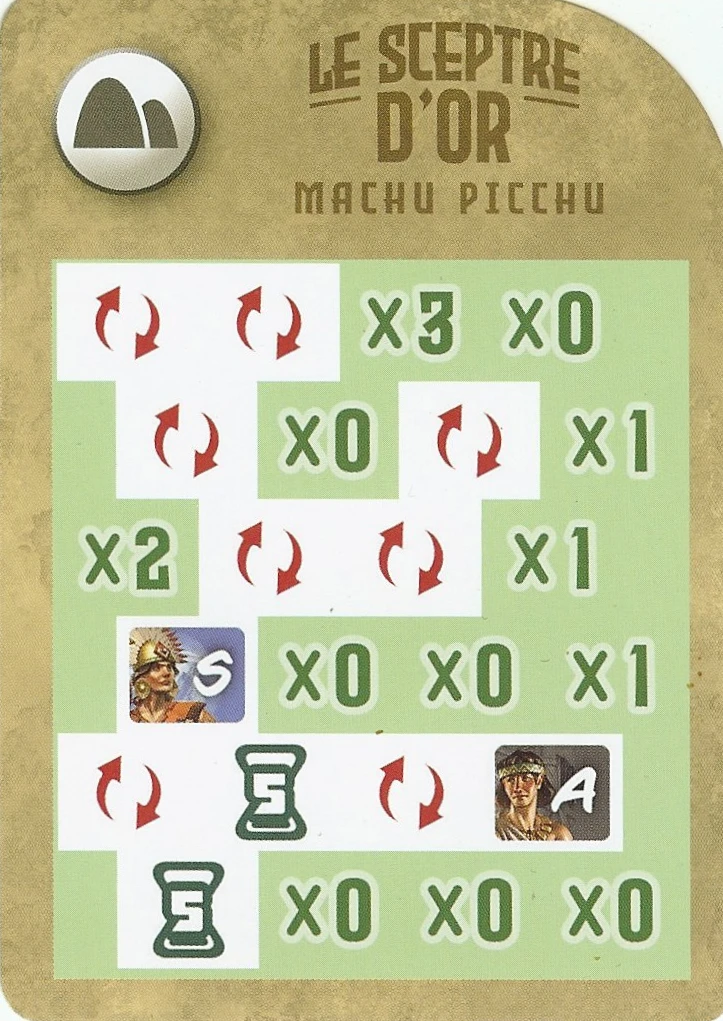 LE SCEPTRE
D'OR
MACHU PICCHU
X3 X0
X0 X1
X2 X1
S X0 X0 X1
5 A
5 X0 X0 X0